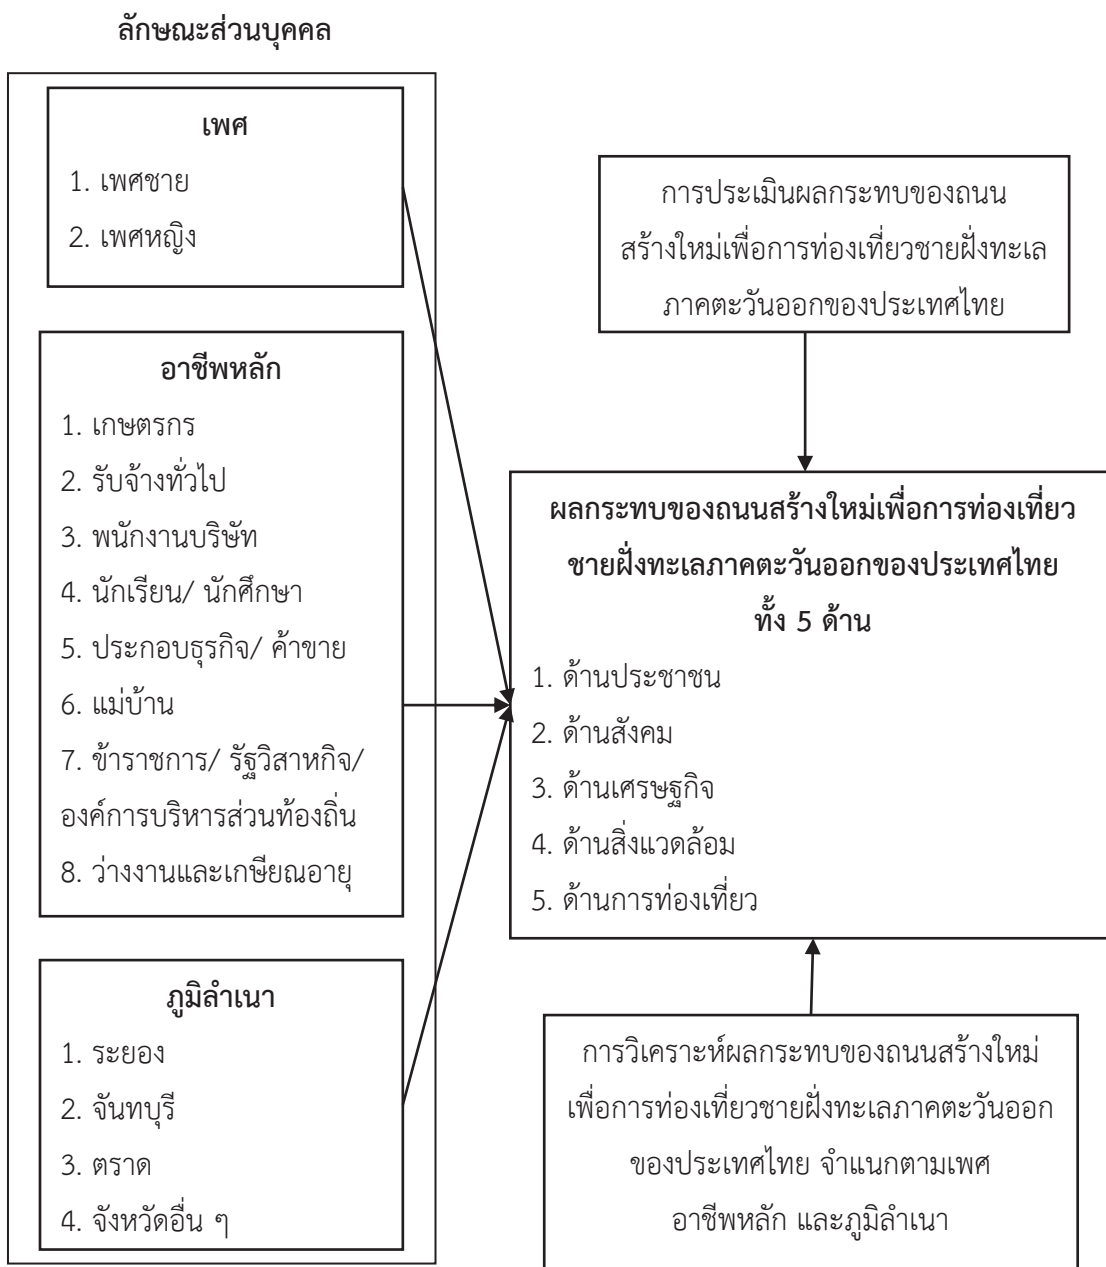 ลักษณะส่วนบุคคล
เพศ
1. เพศชาย
2. เพศหญิง
อาชีพหลัก
1. เกษตรกร
2. รับจ้างทั่วไป
3. พนักงานบริษัท
4. นักเรียน/ นักศึกษา
5. ประกอบธุรกิจ/ ค้าขาย
6. แม่บ้าน
7. ข้าราชการ/ รัฐวิสาหกิจ/
องค์การบริหารส่วนท้องถิ่น
8. ว่างงานและเกษียณอายุ
ภูมิลำเนา
1. ระยอง
2. จันทบุรี
3. ตราด
4. จังหวัดอื่น ๆ
การประเมินผลกระทบของถนน
สร้างใหม่เพื่อการท่องเที่ยวชายฝั่งทะเล
ภาคตะวันออกของประเทศไทย
ผลกระทบของถนนสร้างใหม่เพื่อการท่องเที่ยว
ชายฝั่งทะเลภาคตะวันออกของประเทศไทย
ทั้ง 5 ด้าน
1. ด้านประชาชน
2. ด้านสังคม
3. ด้านเศรษฐกิจ
4. ด้านสิ่งแวดล้อม
5. ด้านการท่องเที่ยว
การวิเคราะห์ผลกระทบของถนนสร้างใหม่
เพื่อการท่องเที่ยวชายฝั่งทะเลภาคตะวันออก
ของประเทศไทย จำแนกตามเพศ
อาชีพหลัก และภูมิลำเนา